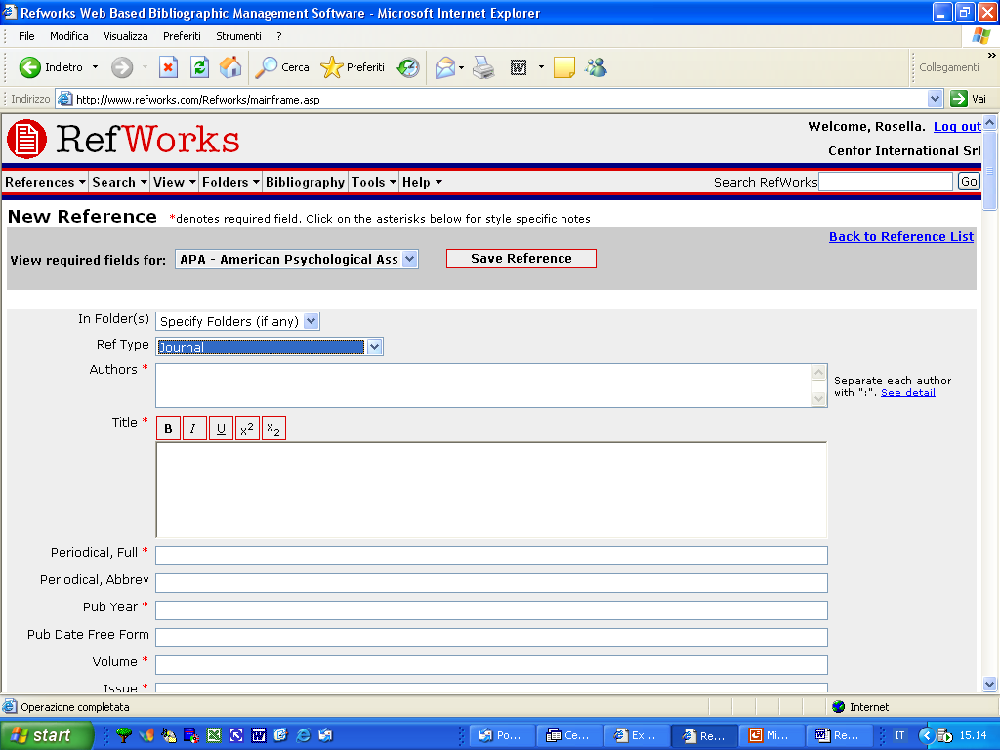 Refworks Web Based Bibliographic Management Software - Microsoft Internet Explorer
File Modifica Visualizza Preferiti Strumenti ?
Indietro Cerca Preferiti Collegamenti »
Indirizzo http://www.refworks.com/Refworks/mainframe.asp Vai
RefWorks
Welcome, Rosella. Log out
Cenfor International Srl
References Search View Folders Bibliography Tools Help Search RefWorks Go
New Reference *denotes required field. Click on the asterisks below for style specific notes
Back to Reference List
View required fields for: APA - American Psychological Ass Save Reference
In Folder(s) Specify Folders (if any)
Ref Type Journal
Authors * Separate each author
with ";", See detail
Title * B I U x² x₂
Periodical, Full *
Periodical, Abbrev
Pub Year *
Pub Date Free Form
Volume *
Issue *
Operazione completata Internet
start Po... Ce... Ex... Re... Mi... Re... IT 15.14